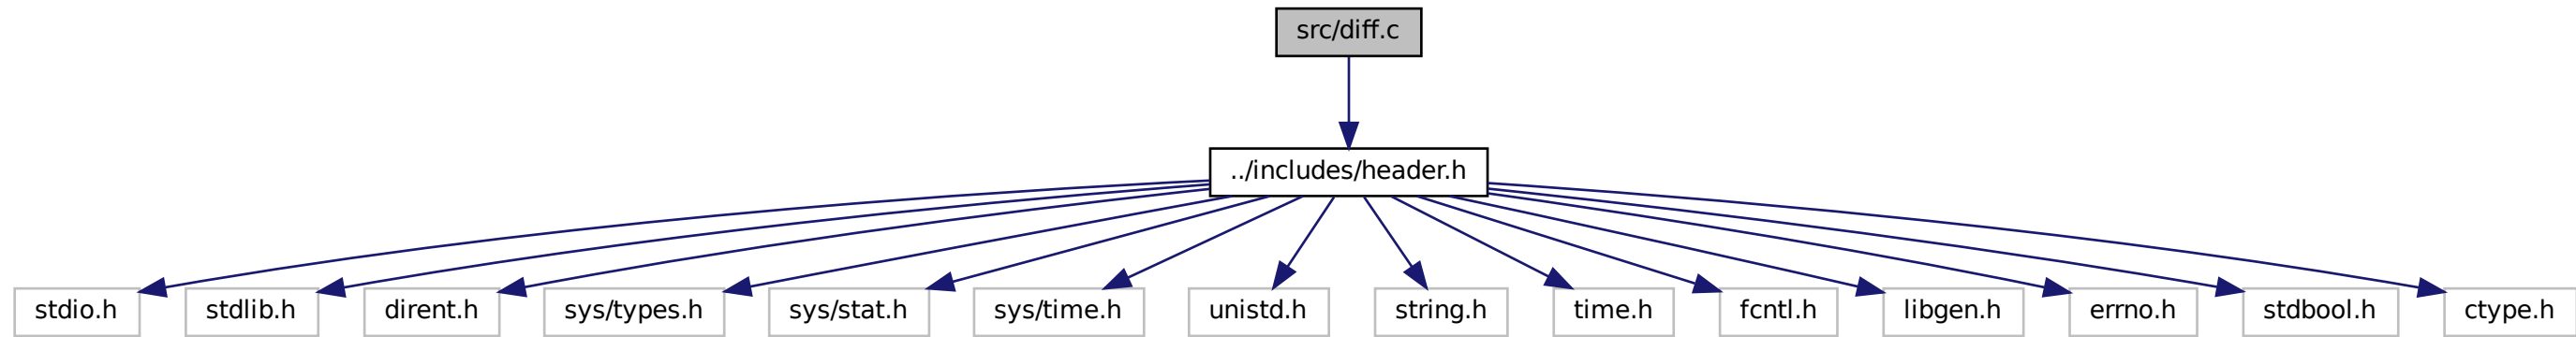 src/diff.c
../includes/header.h
stdio.h
stdlib.h
dirent.h
sys/types.h
sys/stat.h
sys/time.h
unistd.h
string.h
time.h
fcntl.h
libgen.h
errno.h
stdbool.h
ctype.h